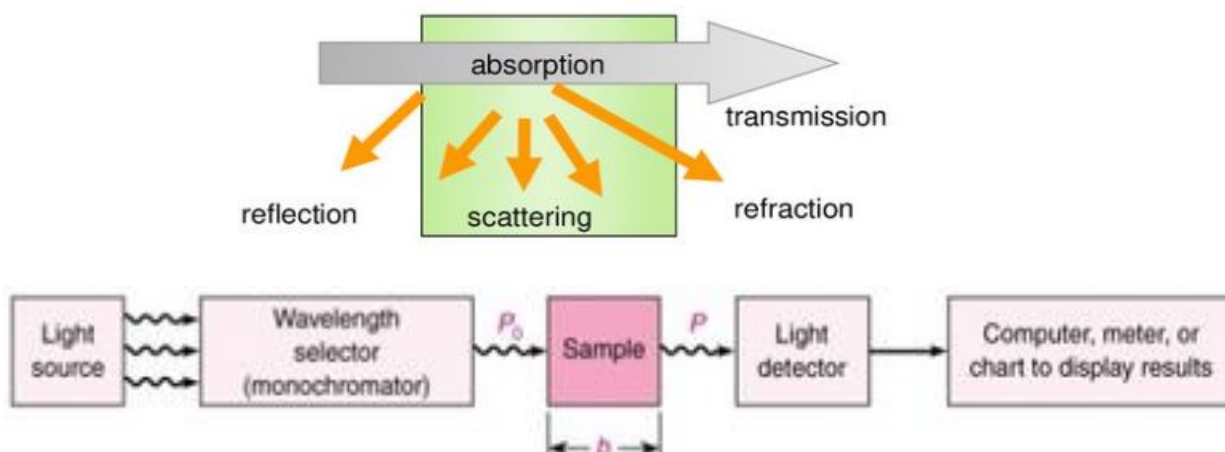 absorption
transmission
reflection
scattering
refraction
Light
source
Wavelength
selector
(monochromator)
P₀
Sample
P
Light
detector
Computer, meter, or
chart to display results
b